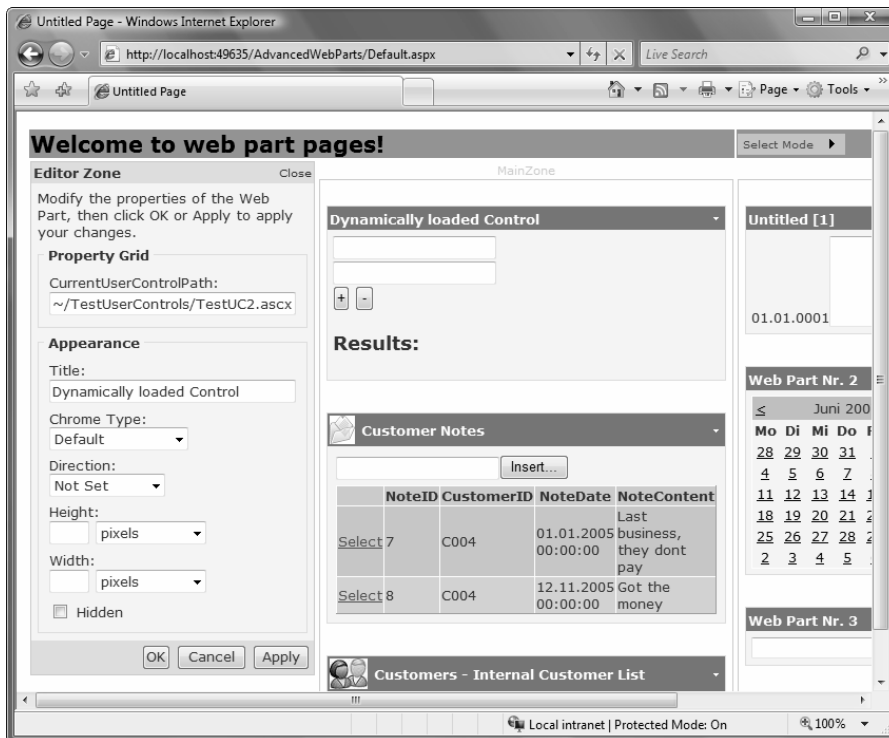 Untitled Page - Windows Internet Explorer
http://localhost:49635/AdvancedWebParts/Default.aspx
Live Search
Untitled Page
Page
Tools
Welcome to web part pages!
Select Mode
Editor Zone
Close
Modify the properties of the Web
Part, then click OK or Apply to apply
your changes.
Property Grid
CurrentUserControlPath:
~/TestUserControls/TestUC2.ascx
Appearance
Title:
Dynamically loaded Control
Chrome Type:
Default
Direction:
Not Set
Height:
pixels
Width:
pixels
Hidden
OK Cancel Apply
MainZone
Dynamically loaded Control
+ -
Results:
Customer Notes
Insert...
NoteID CustomerID NoteDate NoteContent
Select 7 C004 01.01.2005 00:00:00 Last business, they dont pay
Select 8 C004 12.11.2005 00:00:00 Got the money
Customers - Internal Customer List
Untitled [1]
01.01.0001
Web Part Nr. 2
< Juni 200
Mo Di Mi Do
28 29 30 31
4 5 6 7
11 12 13 14
18 19 20 21
25 26 27 28
2 3 4 5
Web Part Nr. 3
Local intranet | Protected Mode: On
100%